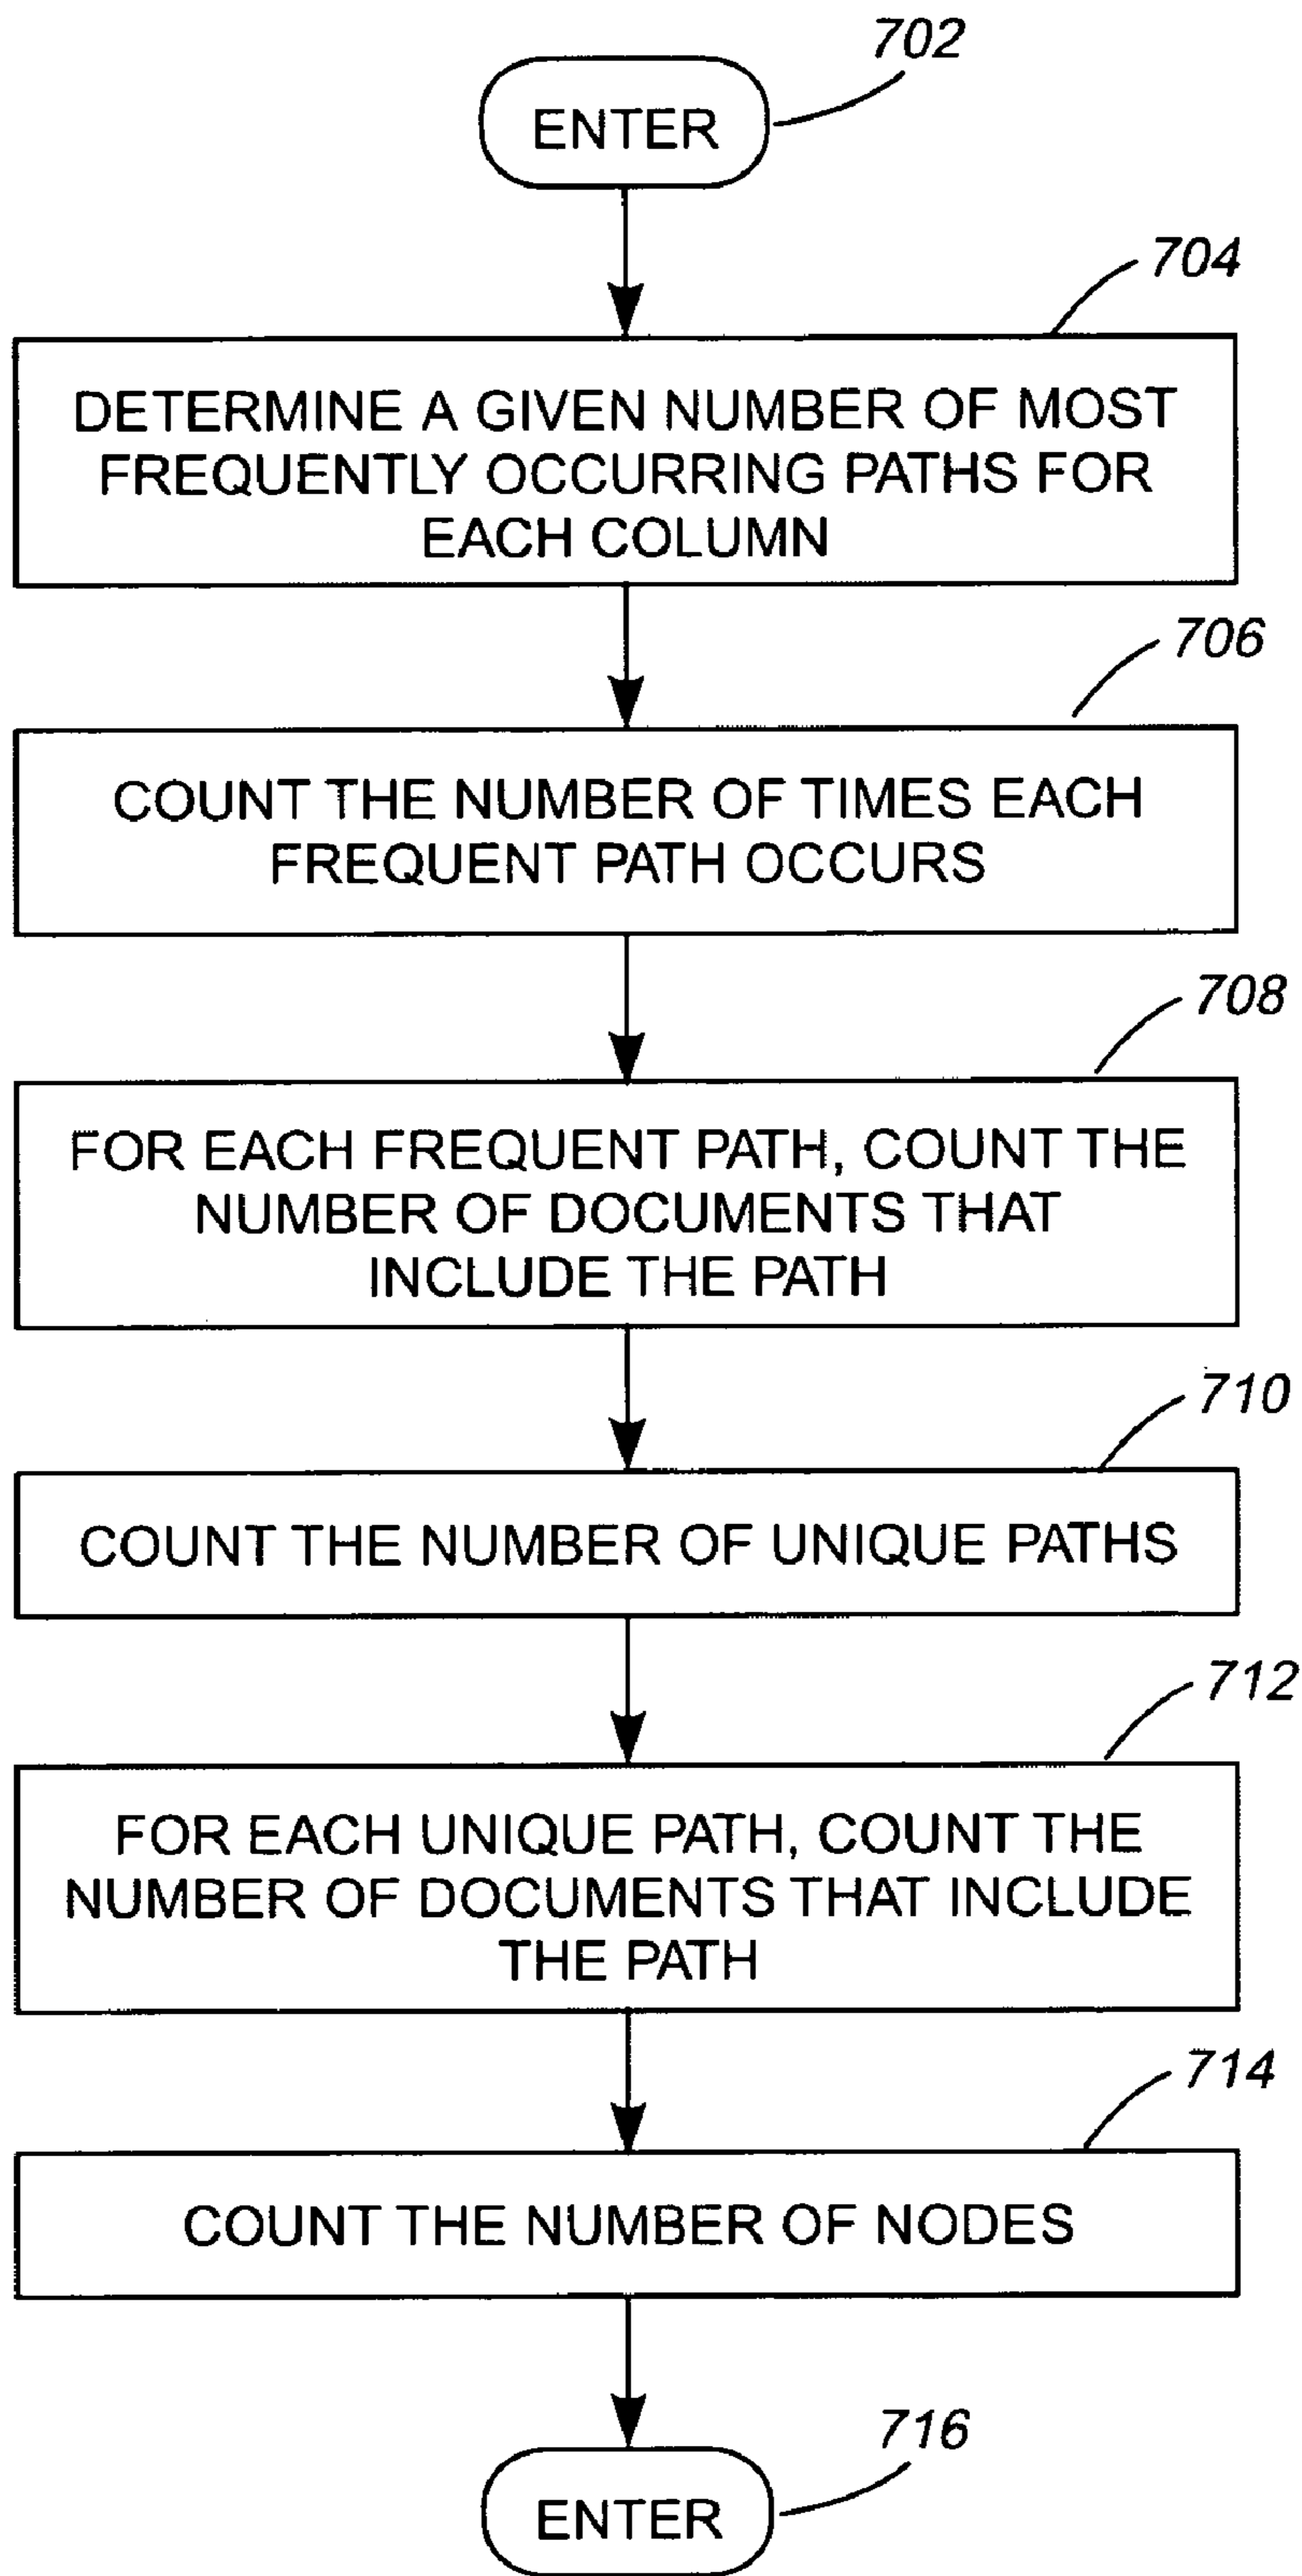 702
ENTER
704
DETERMINE A GIVEN NUMBER OF MOST
FREQUENTLY OCCURRING PATHS FOR
EACH COLUMN
706
COUNT THE NUMBER OF TIMES EACH
FREQUENT PATH OCCURS
708
FOR EACH FREQUENT PATH, COUNT THE
NUMBER OF DOCUMENTS THAT
INCLUDE THE PATH
710
COUNT THE NUMBER OF UNIQUE PATHS
712
FOR EACH UNIQUE PATH, COUNT THE
NUMBER OF DOCUMENTS THAT INCLUDE
THE PATH
714
COUNT THE NUMBER OF NODES
716
ENTER